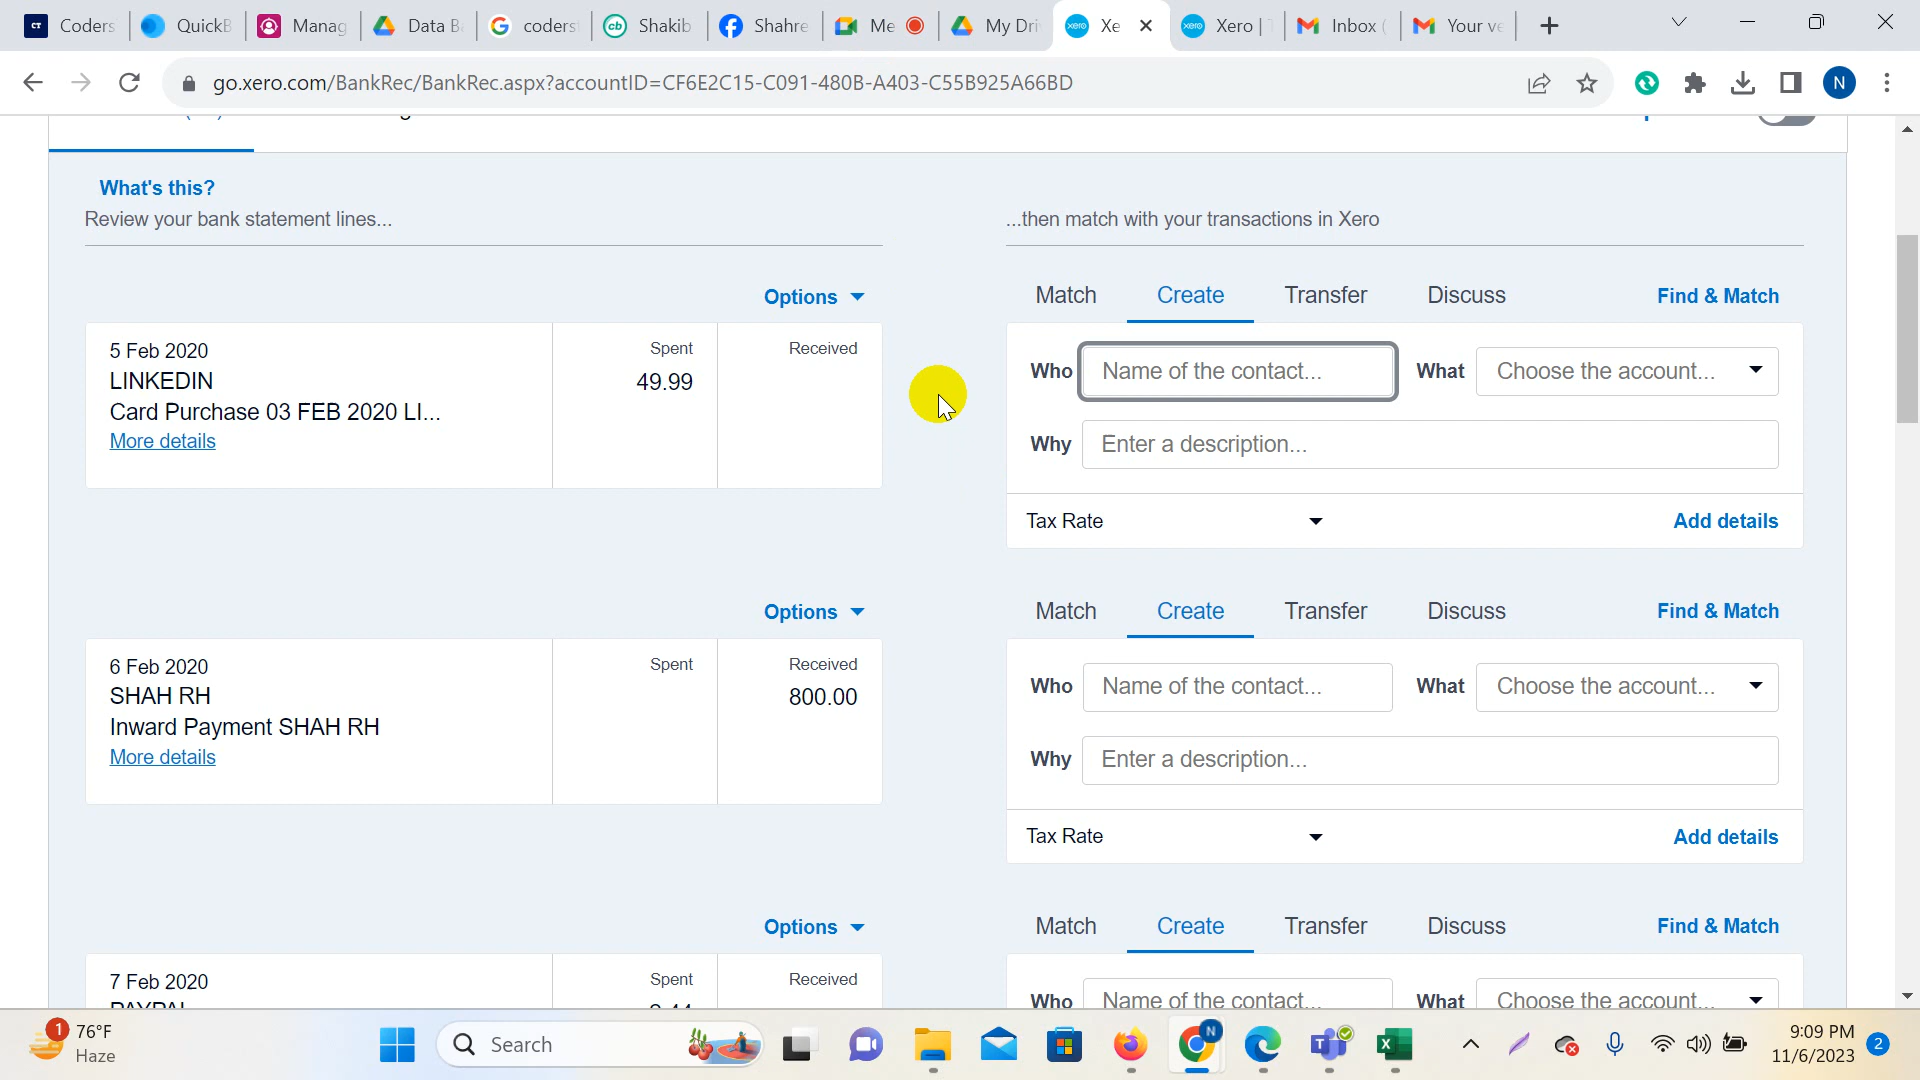 CT Coders
QuickB
Manag
Data B
coders
cb Shakib
Shahre
Me
My Dri
xero Xe
xero Xero | T
Inbox (
Your ve
go.xero.com/BankRec/BankRec.aspx?accountID=CF6E2C15-C091-480B-A403-C55B925A66BD
N
What's this?
Review your bank statement lines...
...then match with your transactions in Xero
Options
Match Create Transfer Discuss Find & Match
5 Feb 2020
LINKEDIN
Card Purchase 03 FEB 2020 LI...
More details
Spent
49.99
Received
Who Name of the contact... What Choose the account...
Why Enter a description...
Tax Rate Add details
Options
Match Create Transfer Discuss Find & Match
6 Feb 2020
SHAH RH
Inward Payment SHAH RH
More details
Spent
Received
800.00
Who Name of the contact... What Choose the account...
Why Enter a description...
Tax Rate Add details
Options
Match Create Transfer Discuss Find & Match
7 Feb 2020
PAYPAL
Spent
Received
Who Name of the contact... What Choose the account...
1
76°F
Haze
Search
N
T
X
9:09 PM
11/6/2023
2